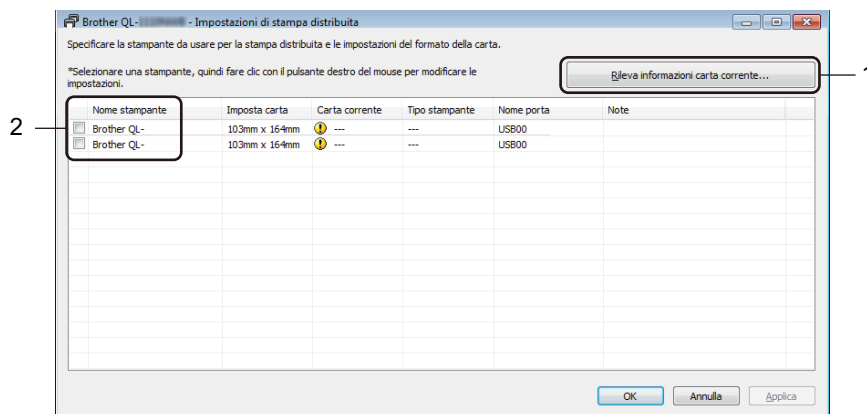 Brother QL- - Impostazioni di stampa distribuita
Specificare la stampante da usare per la stampa distribuita e le impostazioni del formato della carta.
*Selezionare una stampante, quindi fare clic con il pulsante destro del mouse per modificare le
impostazioni.
Rileva informazioni carta corrente...
1
2
Nome stampante Imposta carta Carta corrente Tipo stampante Nome porta Note
Brother QL- 103mm x 164mm --- --- USB00
Brother QL- 103mm x 164mm --- --- USB00
OK Annulla Applica